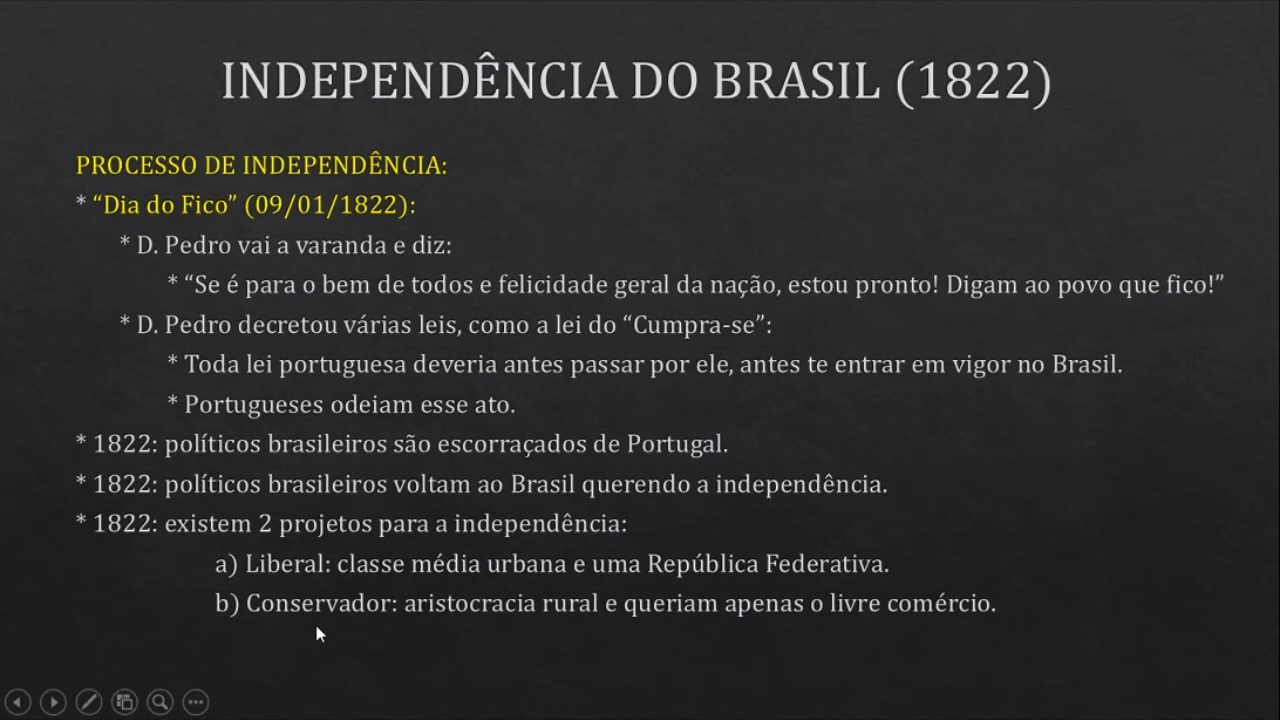 INDEPENDÊNCIA DO BRASIL (1822)
PROCESSO DE INDEPENDÊNCIA:
* “Dia do Fico” (09/01/1822):
* D. Pedro vai a varanda e diz:
* “Se é para o bem de todos e felicidade geral da nação, estou pronto! Digam ao povo que fico!”
* D. Pedro decretou várias leis, como a lei do “Cumpra-se”:
* Toda lei portuguesa deveria antes passar por ele, antes te entrar em vigor no Brasil.
* Portugueses odeiam esse ato.
* 1822: políticos brasileiros são escorraçados de Portugal.
* 1822: políticos brasileiros voltam ao Brasil querendo a independência.
* 1822: existem 2 projetos para a independência:
a) Liberal: classe média urbana e uma República Federativa.
b) Conservador: aristocracia rural e queriam apenas o livre comércio.